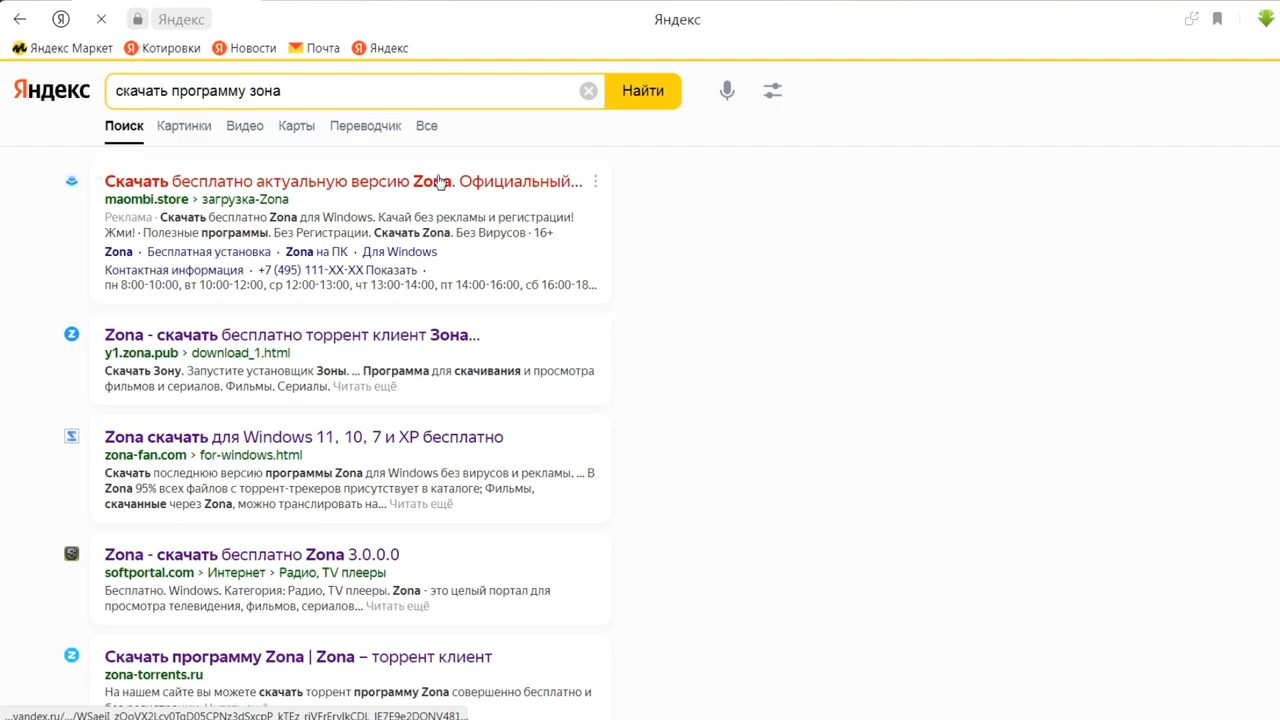 Яндекс
Яндекс
Яндекс Маркет
Котировки
Новости
Почта
Яндекс
Яндекс
скачать программу зона
Найти
Поиск
Картинки
Видео
Карты
Переводчик
Все
Скачать бесплатно актуальную версию Zona. Официальный...
maombi.store › загрузка-Zona
Реклама · Скачать бесплатно Zona для Windows. Качай без рекламы и регистрации!
Жми! · Полезные программы. Без Регистрации. Скачать Zona. Без Вирусов · 16+
Zona · Бесплатная установка · Zona на ПК · Для Windows
Контактная информация · +7 (495) 111-XX-XX Показать ·
пн 8:00-10:00, вт 10:00-12:00, ср 12:00-13:00, чт 13:00-14:00, пт 14:00-16:00, сб 16:00-18...
Zona - скачать бесплатно торрент клиент Зона...
y1.zona.pub › download_1.html
Скачать Зону. Запустите установщик Зоны. ... Программа для скачивания и просмотра
фильмов и сериалов. Фильмы. Сериалы. Читать ещё
Zona скачать для Windows 11, 10, 7 и XP бесплатно
zona-fan.com › for-windows.html
Скачать последнюю версию программы Zona для Windows без вирусов и рекламы. ... В
Zona 95% всех файлов с торрент-трекеров присутствует в каталоге; Фильмы,
скачанные через Zona, можно транслировать на... Читать ещё
Zona - скачать бесплатно Zona 3.0.0.0
softportal.com › Интернет › Радио, TV плееры
Бесплатно. Windows. Категория: Радио, TV плееры. Zona - это целый портал для
просмотра телевидения, фильмов, сериалов... Читать ещё
Скачать программу Zona | Zona – торрент клиент
zona-torrents.ru
На нашем сайте вы можете скачать торрент программу Zona совершенно бесплатно и